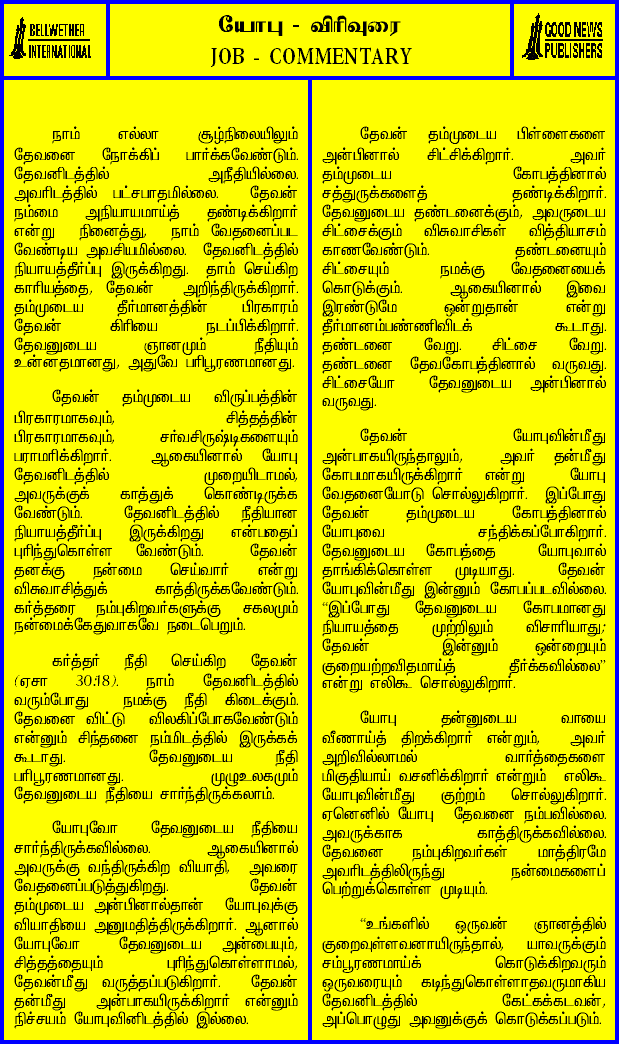 BELLWETHER
INTERNATIONAL
யோபு - விரிவுரை
JOB - COMMENTARY
GOOD NEWS
PUBLISHERS
நாம் எல்லா சூழ்நிலையிலும்
தேவனை நோக்கிப் பார்க்கவேண்டும்.
தேவனிடத்தில் அநீதியில்லை.
அவரிடத்தில் பட்சபாதமில்லை. தேவன்
நம்மை அநியாயமாய்த் தண்டிக்கிறார்
என்று நினைத்து, நாம் வேதனைப்பட
வேண்டிய அவசியமில்லை. தேவனிடத்தில்
நியாயத்தீர்ப்பு இருக்கிறது. தாம் செய்கிற
காரியத்தை, தேவன் அறிந்திருக்கிறார்.
தம்முடைய தீர்மானத்தின் பிரகாரம்
தேவன் கிரியை நடப்பிக்கிறார்.
தேவனுடைய ஞானமும் நீதியும்
உன்னதமானது, அதுவே பரிபூரணமானது.
தேவன் தம்முடைய விருப்பத்தின்
பிரகாரமாகவும், சித்தத்தின்
பிரகாரமாகவும், சர்வசிருஷ்டிகளையும்
பராமரிக்கிறார். ஆகையினால் யோபு
தேவனிடத்தில் முறையிடாமல்,
அவருக்குக் காத்துக் கொண்டிருக்க
வேண்டும். தேவனிடத்தில் நீதியான
நியாயத்தீர்ப்பு இருக்கிறது என்பதைப்
புரிந்துகொள்ள வேண்டும். தேவன்
தனக்கு நன்மை செய்வார் என்று
விசுவாசித்துக் காத்திருக்கவேண்டும்.
கர்த்தரை நம்புகிறவர்களுக்கு சகலமும்
நன்மைக்கேதுவாகவே நடைபெறும்.
கர்த்தர் நீதி செய்கிற தேவன்
(ஏசா 30:18). நாம் தேவனிடத்தில்
வரும்போது நமக்கு நீதி கிடைக்கும்.
தேவனை விட்டு விலகிப்போகவேண்டும்
என்னும் சிந்தனை நம்மிடத்தில் இருக்கக்
கூடாது. தேவனுடைய நீதி
பரிபூரணமானது. முழுஉலகமும்
தேவனுடைய நீதியை சார்ந்திருக்கலாம்.
யோபுவோ தேவனுடைய நீதியை
சார்ந்திருக்கவில்லை. ஆகையினால்
அவருக்கு வந்திருக்கிற வியாதி, அவரை
வேதனைப்படுத்துகிறது. தேவன்
தம்முடைய அன்பினால்தான் யோபுவுக்கு
வியாதியை அனுமதித்திருக்கிறார். ஆனால்
யோபுவோ தேவனுடைய அன்பையும்,
சித்தத்தையும் புரிந்துகொள்ளாமல்,
தேவன்மீது வருத்தப்படுகிறார். தேவன்
தன்மீது அன்பாகயிருக்கிறார் என்னும்
நிச்சயம் யோபுவினிடத்தில் இல்லை.
தேவன் தம்முடைய பிள்ளைகளை
அன்பினால் சிட்சிக்கிறார். அவர்
தம்முடைய கோபத்தினால்
சத்துருக்களைத் தண்டிக்கிறார்.
தேவனுடைய தண்டனைக்கும், அவருடைய
சிட்சைக்கும் விசுவாசிகள் வித்தியாசம்
காணவேண்டும். தண்டனையும்
சிட்சையும் நமக்கு வேதனையைக்
கொடுக்கும். ஆகையினால் இவை
இரண்டுமே ஒன்றுதான் என்று
தீர்மானம்பண்ணிவிடக் கூடாது.
தண்டனை வேறு. சிட்சை வேறு.
தண்டனை தேவகோபத்தினால் வருவது.
சிட்சையோ தேவனுடைய அன்பினால்
வருவது.
தேவன் யோபுவின்மீது
அன்பாகயிருந்தாலும், அவர் தன்மீது
கோபமாகயிருக்கிறார் என்று யோபு
வேதனையோடு சொல்லுகிறார். இப்போது
தேவன் தம்முடைய கோபத்தினால்
யோபுவை சந்திக்கப்போகிறார்.
தேவனுடைய கோபத்தை யோபுவால்
தாங்கிக்கொள்ள முடியாது. தேவன்
யோபுவின்மீது இன்னும் கோபப்படவில்லை.
“இப்போது தேவனுடைய கோபமானது
நியாயத்தை முற்றிலும் விசாரியாது;
தேவன் இன்னும் ஒன்றையும்
குறையற்றவிதமாய்த் தீர்க்கவில்லை”
என்று எலிகூ சொல்லுகிறார்.
யோபு தன்னுடைய வாயை
வீணாய்த் திறக்கிறார் என்றும், அவர்
அறிவில்லாமல் வார்த்தைகளை
மிகுதியாய் வசனிக்கிறார் என்றும் எலிகூ
யோபுவின்மீது குற்றம் சொல்லுகிறார்.
ஏனெனில் யோபு தேவனை நம்பவில்லை.
அவருக்காக காத்திருக்கவில்லை.
தேவனை நம்புகிறவர்கள் மாத்திரமே
அவரிடத்திலிருந்து நன்மைகளைப்
பெற்றுக்கொள்ள முடியும்.
“உங்களில் ஒருவன் ஞானத்தில்
குறைவுள்ளவனாயிருந்தால், யாவருக்கும்
சம்பூரணமாய்க் கொடுக்கிறவரும்
ஒருவரையும் கடிந்துகொள்ளாதவருமாகிய
தேவனிடத்தில் கேட்கக்கடவன்,
அப்பொழுது அவனுக்குக் கொடுக்கப்படும்.